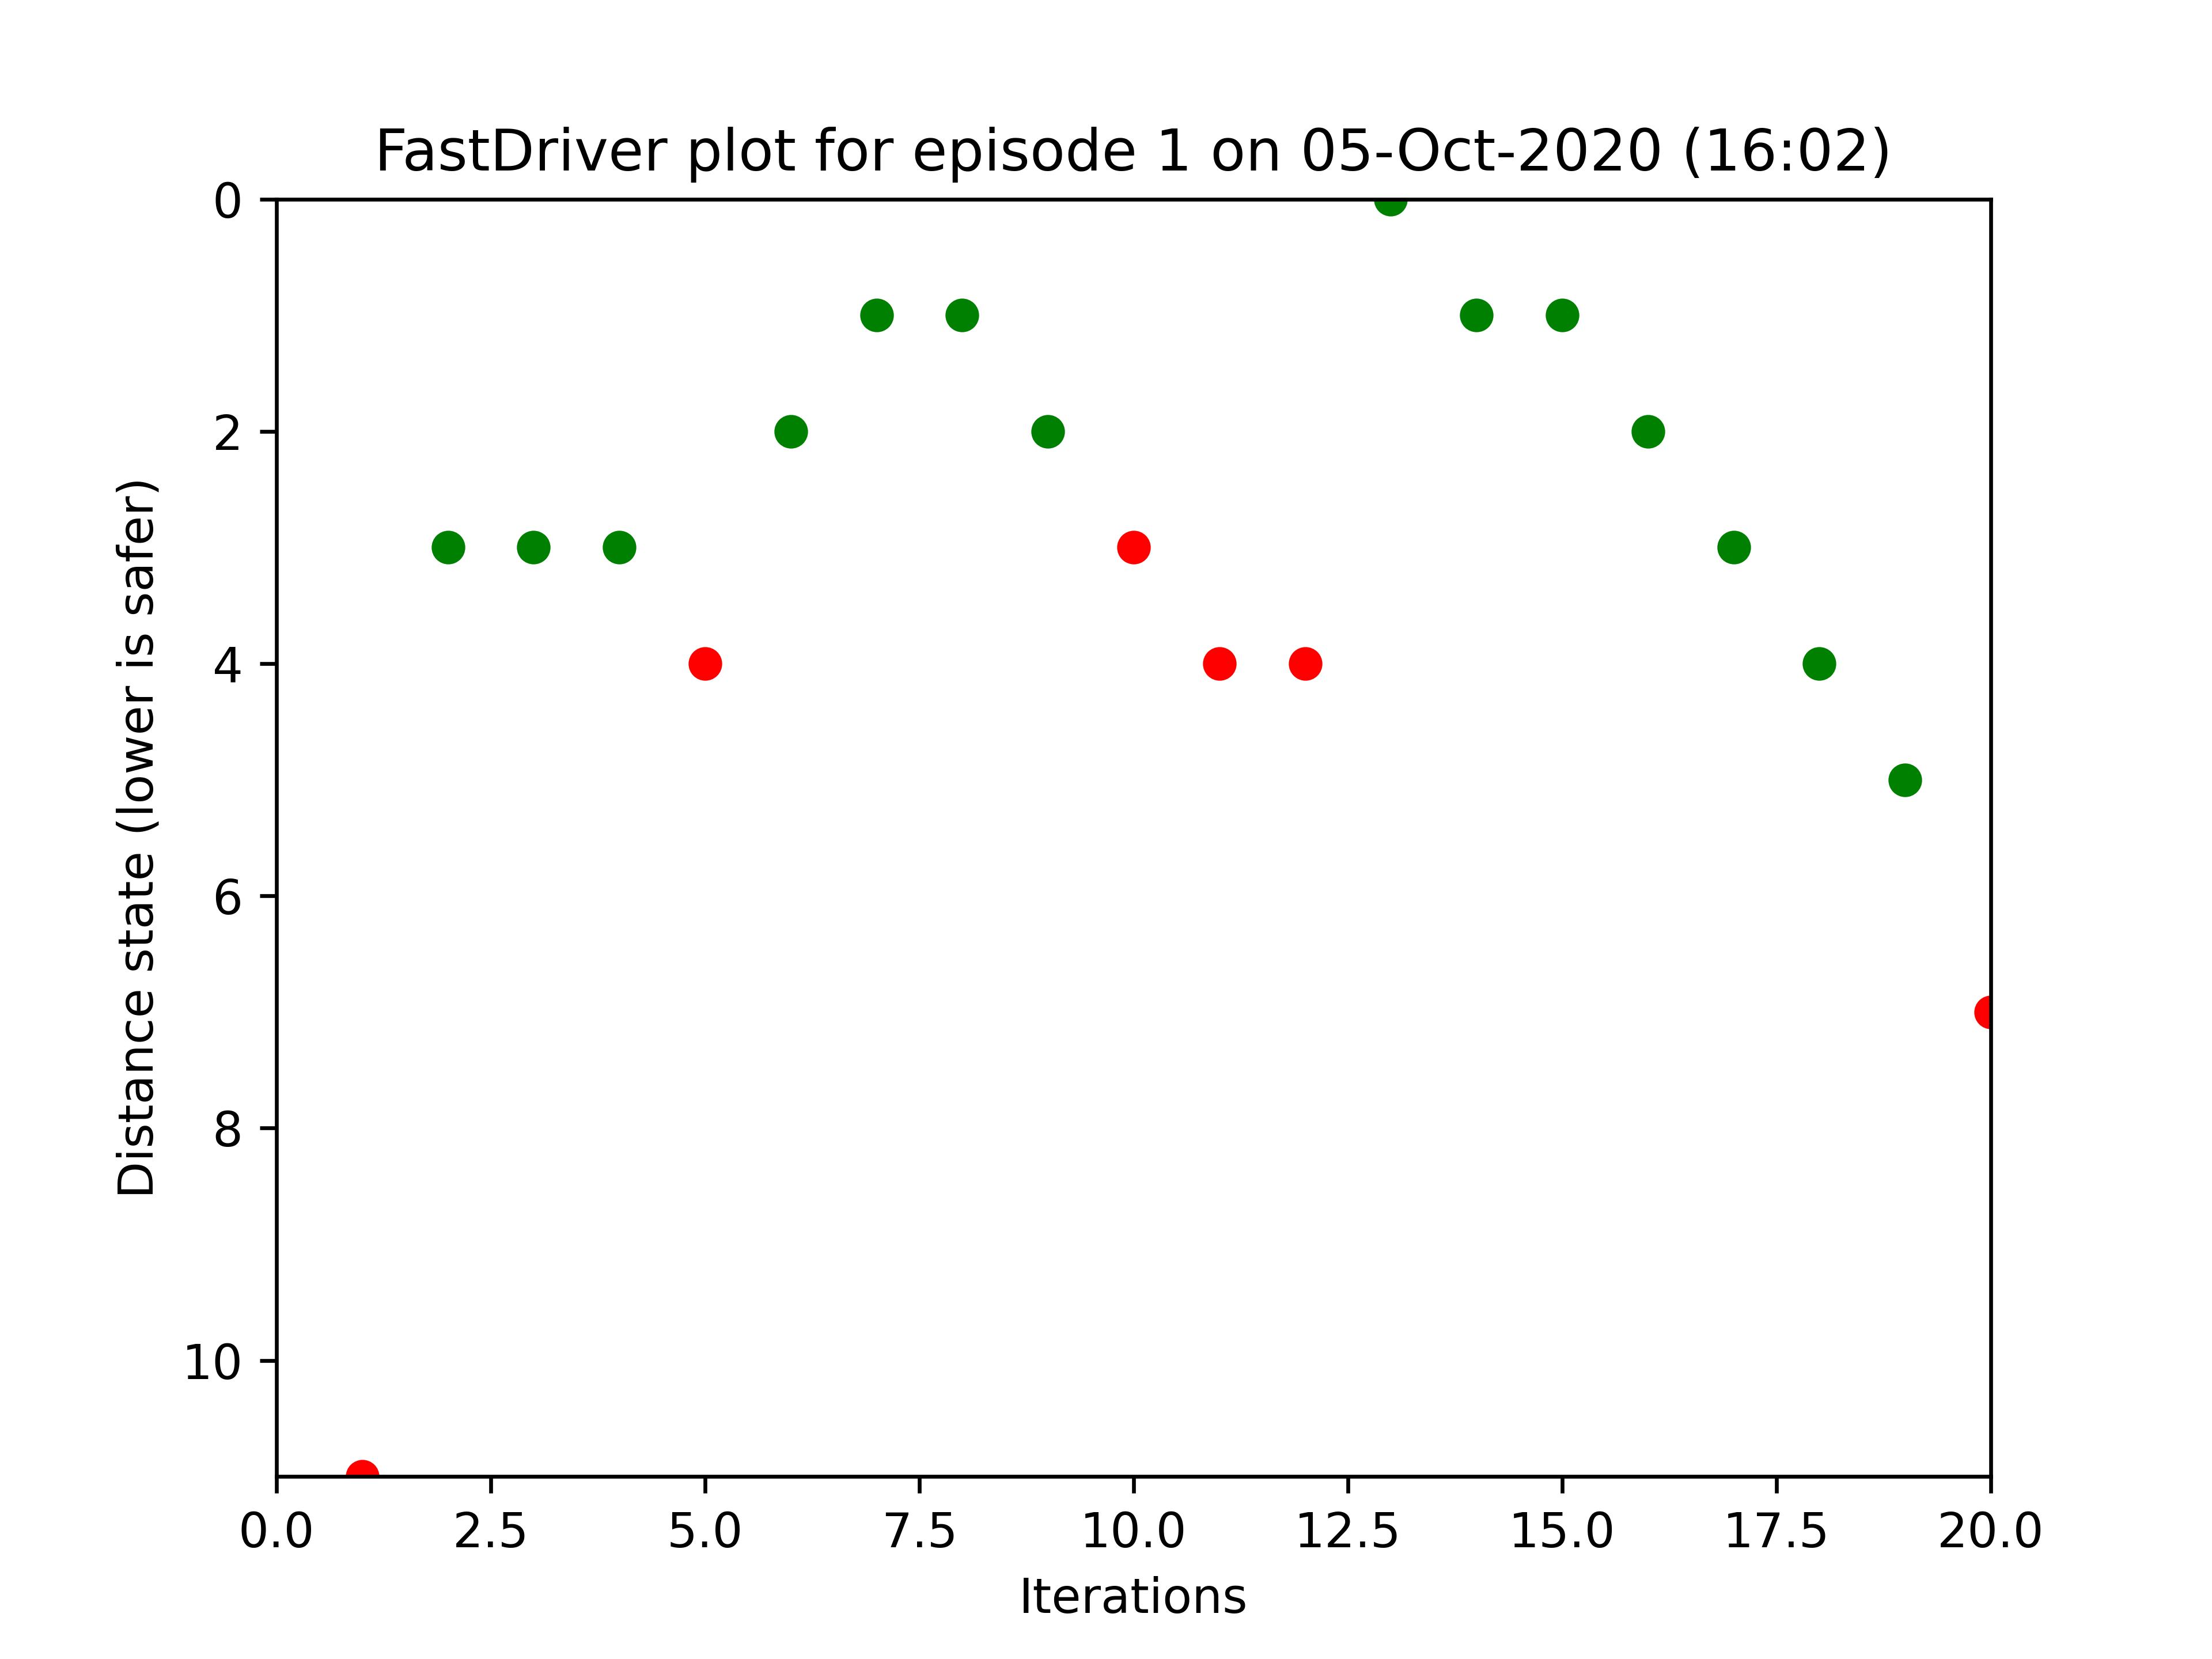 FastDriver plot for episode 1 on 05-Oct-2020 (16:02)
0
2
4
6
8
10
Distance state (lower is safer)
0.0 2.5 5.0 7.5 10.0 12.5 15.0 17.5 20.0
Iterations